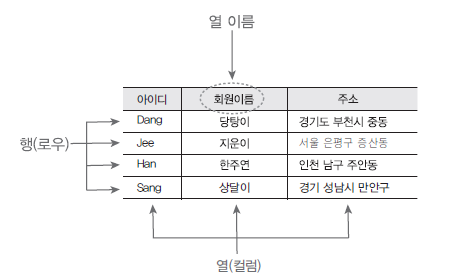 열 이름
아이디 회원이름 주소
Dang 당탕이 경기도 부천시 중동
행(로우)
Jee 지운이 서울 은평구 증산동
Han 한주연 인천 남구 주안동
Sang 상달이 경기 성남시 만안구
열(컬럼)